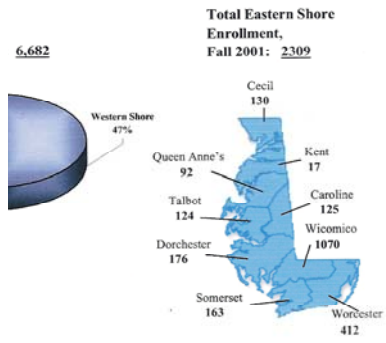 Total Eastern Shore
Enrollment,
Fall 2001: 2309
6,682
Western Shore
47%
Cecil
130
Kent
17
Queen Anne's
92
Caroline
125
Talbot
124
Wicomico
1070
Dorchester
176
Somerset
163
Worcester
412